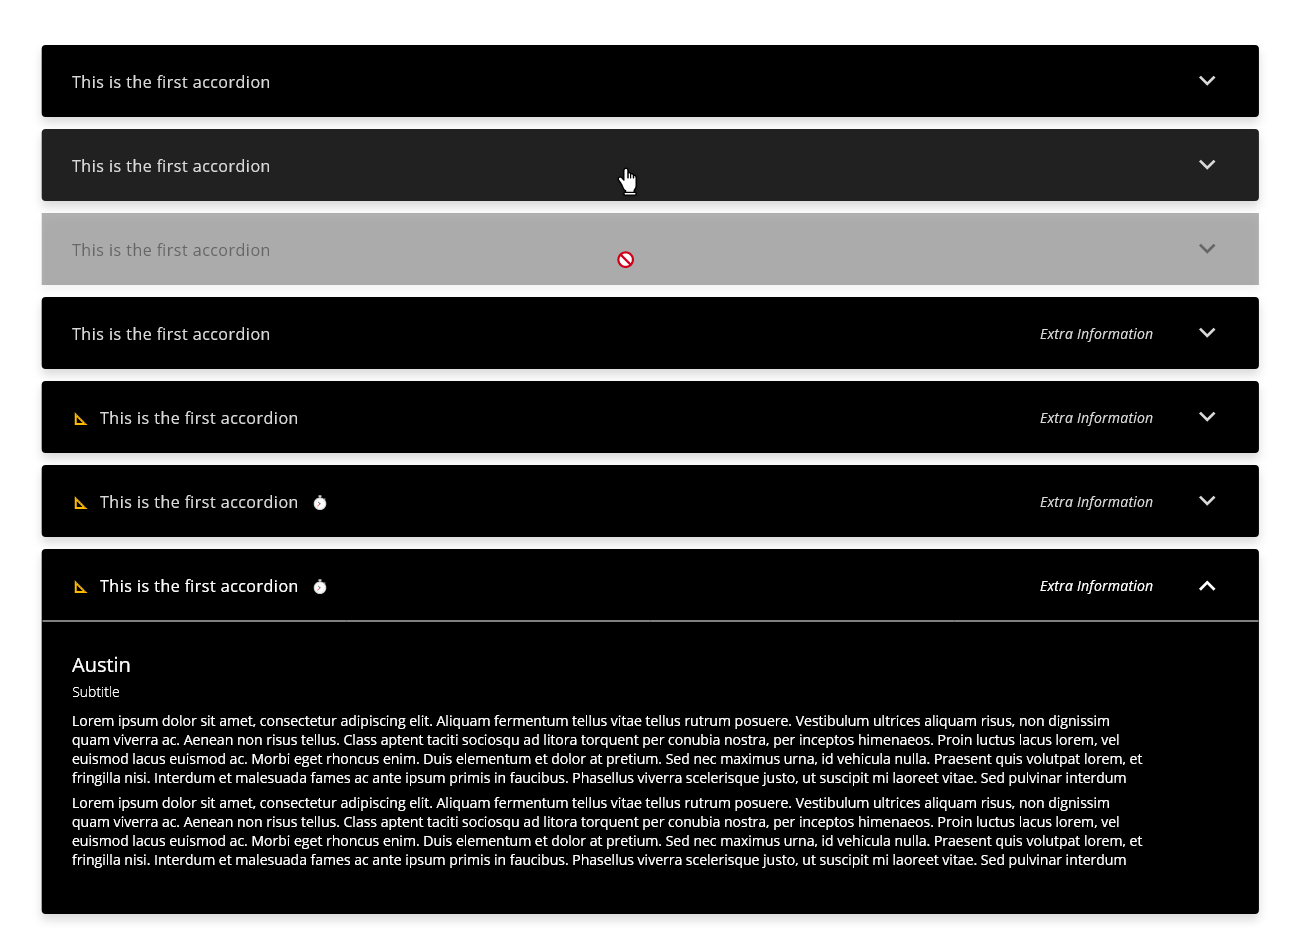 This is the first accordion
This is the first accordion
This is the first accordion
This is the first accordion
Extra Information
This is the first accordion
Extra Information
This is the first accordion
Extra Information
This is the first accordion
Extra Information
Austin
Subtitle
Lorem ipsum dolor sit amet, consectetur adipiscing elit. Aliquam fermentum tellus vitae tellus rutrum posuere. Vestibulum ultrices aliquam risus, non dignissim
quam viverra ac. Aenean non risus tellus. Class aptent taciti sociosqu ad litora torquent per conubia nostra, per inceptos himenaeos. Proin luctus lacus lorem, vel
euismod lacus euismod ac. Morbi eget rhoncus enim. Duis elementum et dolor at pretium. Sed nec maximus urna, id vehicula nulla. Praesent quis volutpat lorem, et
fringilla nisi. Interdum et malesuada fames ac ante ipsum primis in faucibus. Phasellus viverra scelerisque justo, ut suscipit mi laoreet vitae. Sed pulvinar interdum
Lorem ipsum dolor sit amet, consectetur adipiscing elit. Aliquam fermentum tellus vitae tellus rutrum posuere. Vestibulum ultrices aliquam risus, non dignissim
quam viverra ac. Aenean non risus tellus. Class aptent taciti sociosqu ad litora torquent per conubia nostra, per inceptos himenaeos. Proin luctus lacus lorem, vel
euismod lacus euismod ac. Morbi eget rhoncus enim. Duis elementum et dolor at pretium. Sed nec maximus urna, id vehicula nulla. Praesent quis volutpat lorem, et
fringilla nisi. Interdum et malesuada fames ac ante ipsum primis in faucibus. Phasellus viverra scelerisque justo, ut suscipit mi laoreet vitae. Sed pulvinar interdum